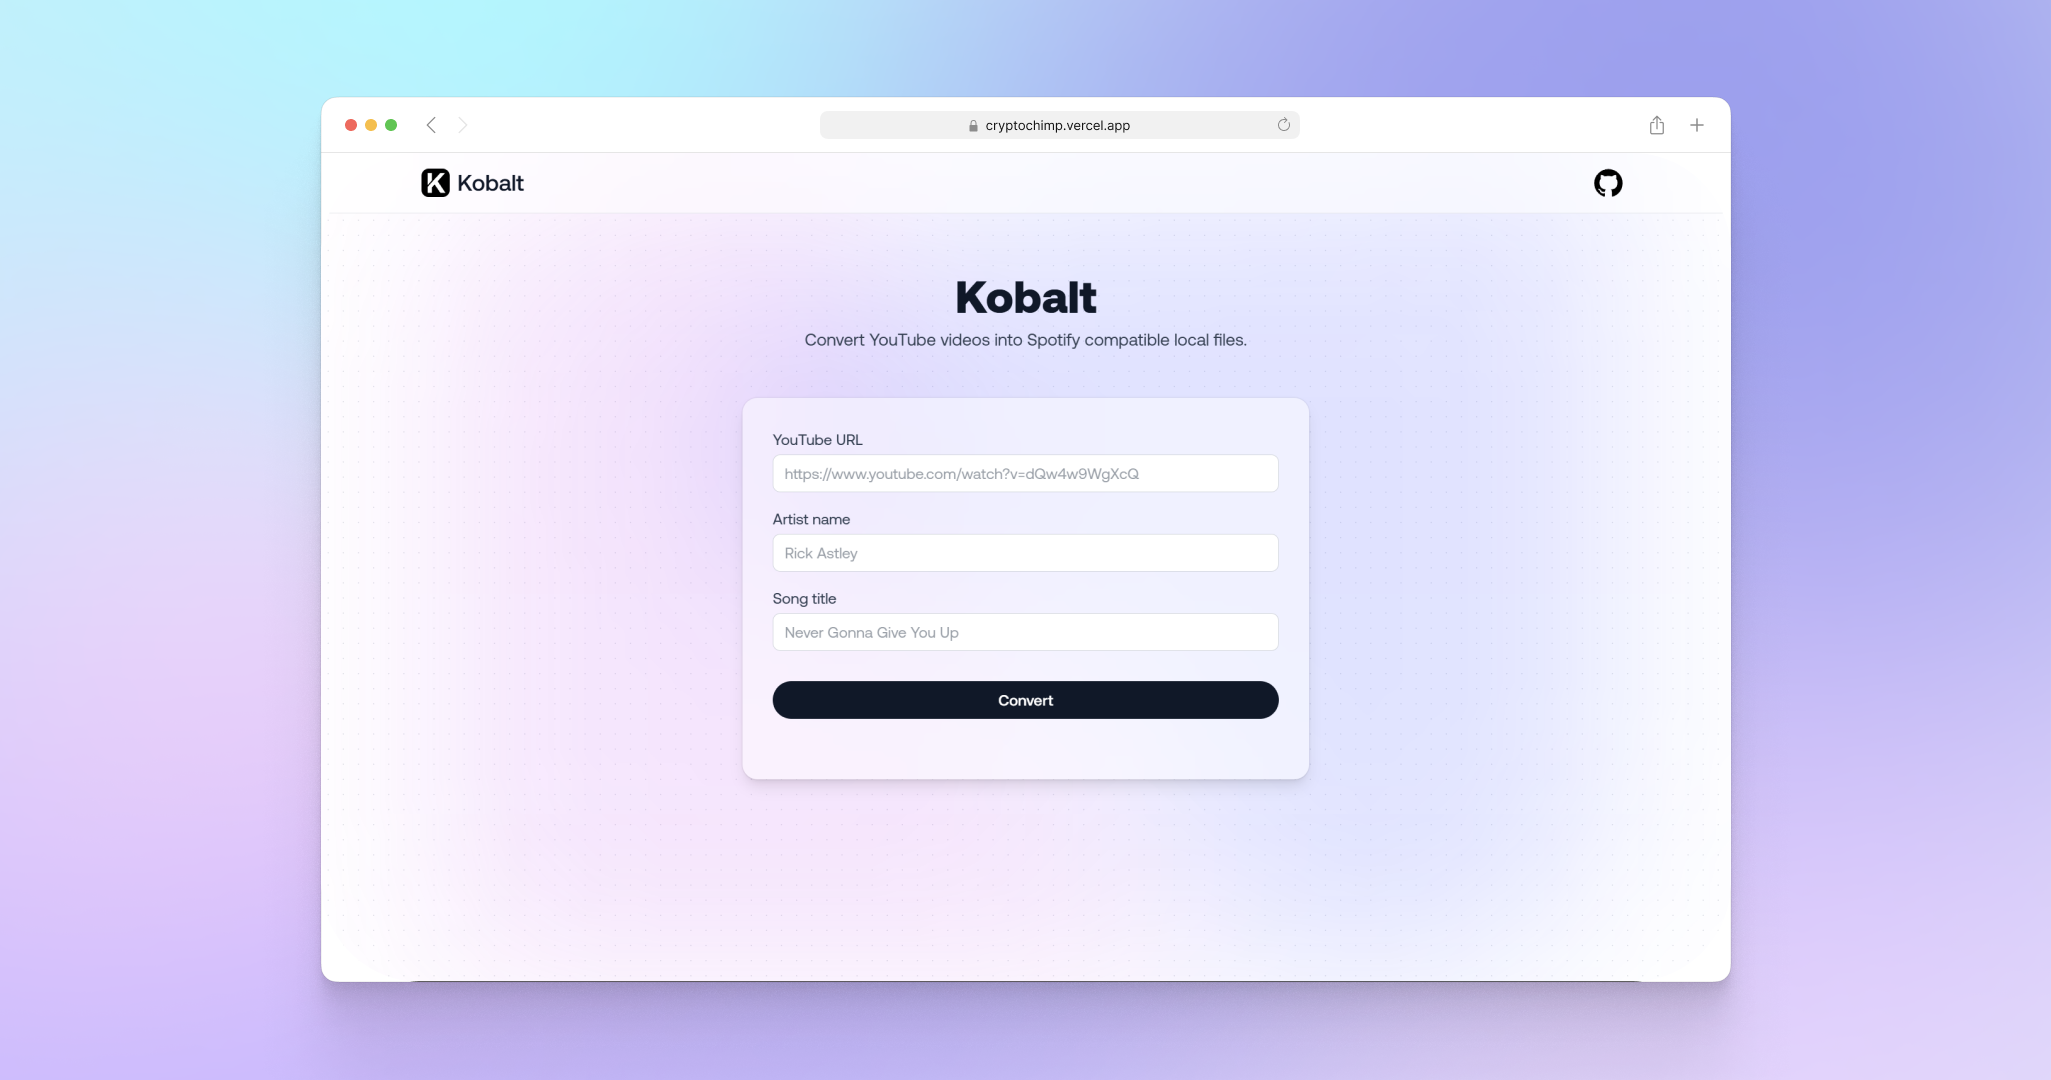 cryptochimp.vercel.app
Kobalt
Kobalt
Convert YouTube videos into Spotify compatible local files.
YouTube URL
https://www.youtube.com/watch?v=dQw4w9WgXcQ
Artist name
Rick Astley
Song title
Never Gonna Give You Up
Convert